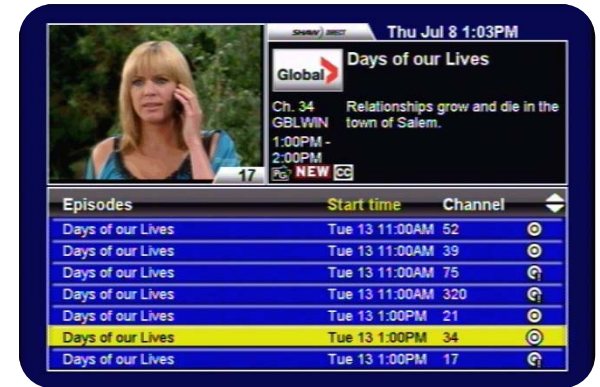 SHAW) DIRECT
Thu Jul 8 1:03PM
Global
Days of our Lives
Ch. 34
GBLWIN
1:00PM -
2:00PM
Relationships grow and die in the
town of Salem.
PG NEW CC
17
Episodes Start time Channel
Days of our Lives Tue 13 11:00AM 52
Days of our Lives Tue 13 11:00AM 39
Days of our Lives Tue 13 11:00AM 75
Days of our Lives Tue 13 11:00AM 320
Days of our Lives Tue 13 1:00PM 21
Days of our Lives Tue 13 1:00PM 34
Days of our Lives Tue 13 1:00PM 17